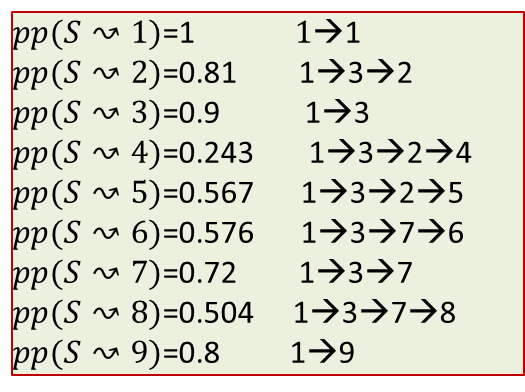 pp(S ⤳ 1)=1 1→1
pp(S ⤳ 2)=0.81 1→3→2
pp(S ⤳ 3)=0.9 1→3
pp(S ⤳ 4)=0.243 1→3→2→4
pp(S ⤳ 5)=0.567 1→3→2→5
pp(S ⤳ 6)=0.576 1→3→7→6
pp(S ⤳ 7)=0.72 1→3→7
pp(S ⤳ 8)=0.504 1→3→7→8
pp(S ⤳ 9)=0.8 1→9